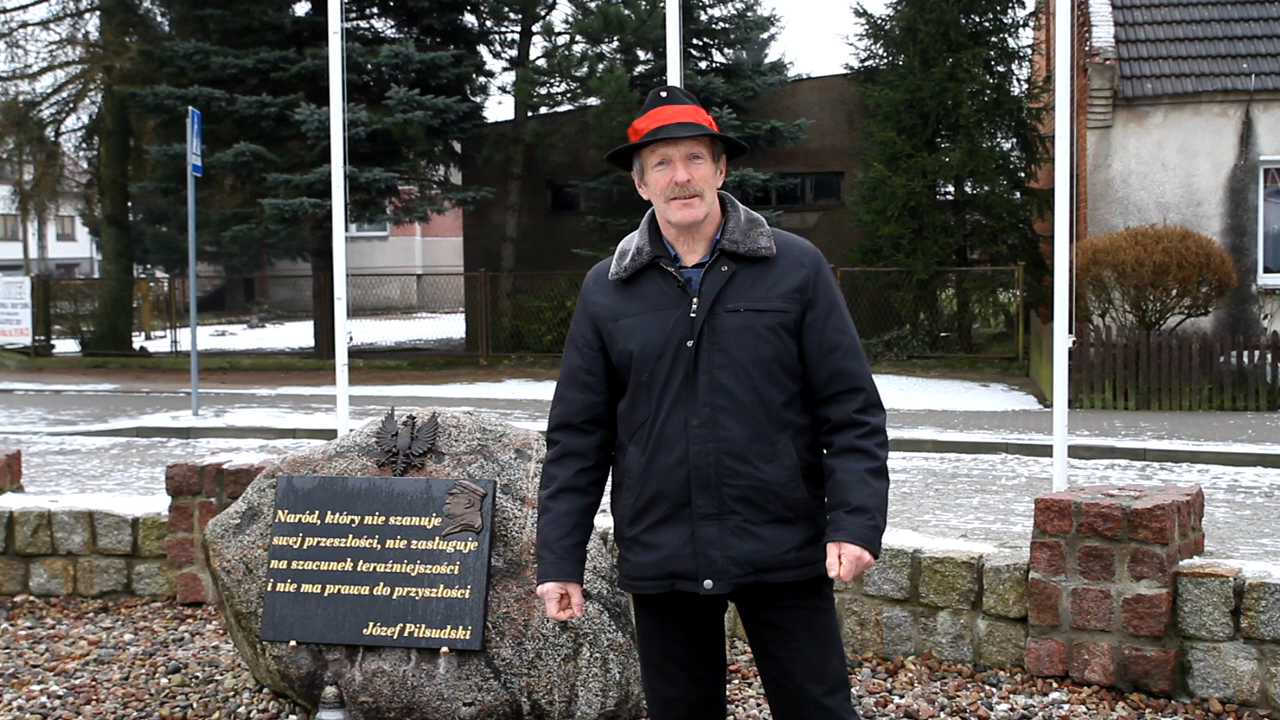 Naród, który nie szanuje
swej przeszłości, nie zasługuje
na szacunek teraźniejszości
i nie ma prawa do przyszłości
Józef Piłsudski